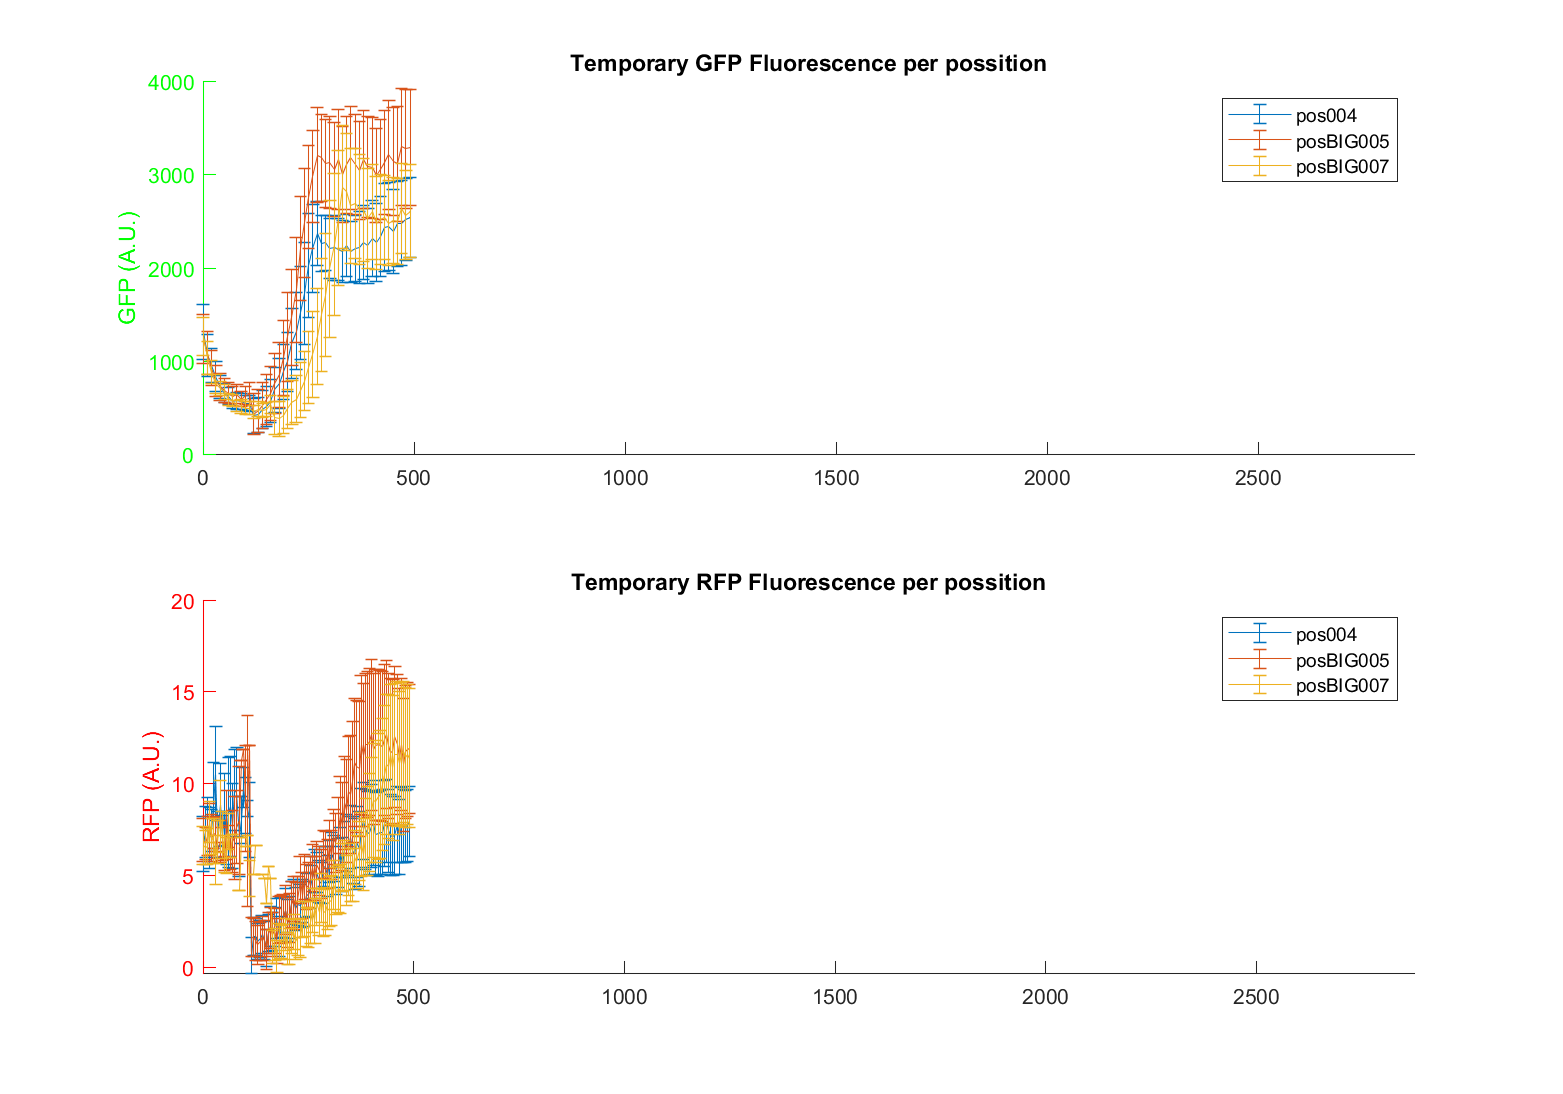 Temporary GFP Fluorescence per possition
4000
3000
2000
1000
0
GFP (A.U.)
0 500 1000 1500 2000 2500
pos004
posBIG005
posBIG007
Temporary RFP Fluorescence per possition
20
15
10
5
0
RFP (A.U.)
0 500 1000 1500 2000 2500
pos004
posBIG005
posBIG007